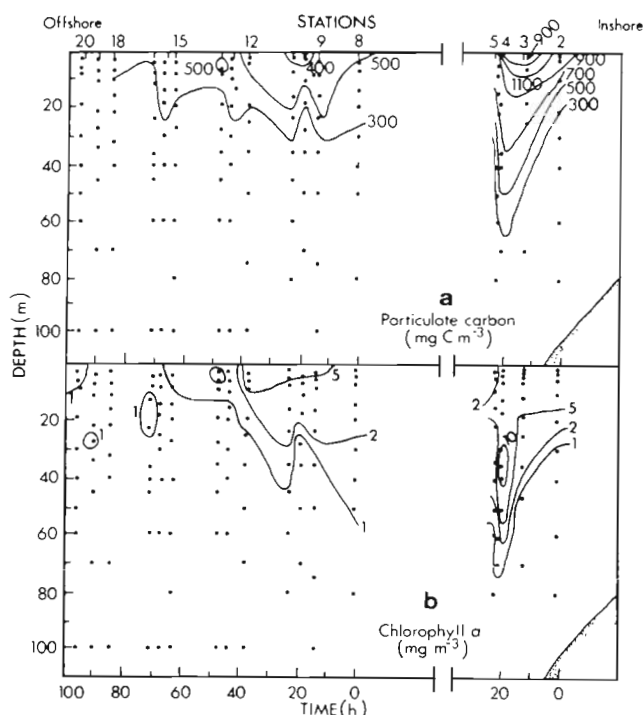 Offshore STATIONS Inshore
20 18 15 12 9 8 5 4 3 2
500 400 500 900 900
700
1100 500
20 300 300
40
60
80
DEPTH (m)
a
100 Particulate carbon
(mg C m⁻³)
5
1 2 5
20 1 2 10 2
1 1
40
1
60
80
b
Chlorophyll a
100 (mg m⁻³)
100 80 60 40 20 0 20 0
TIME (h)